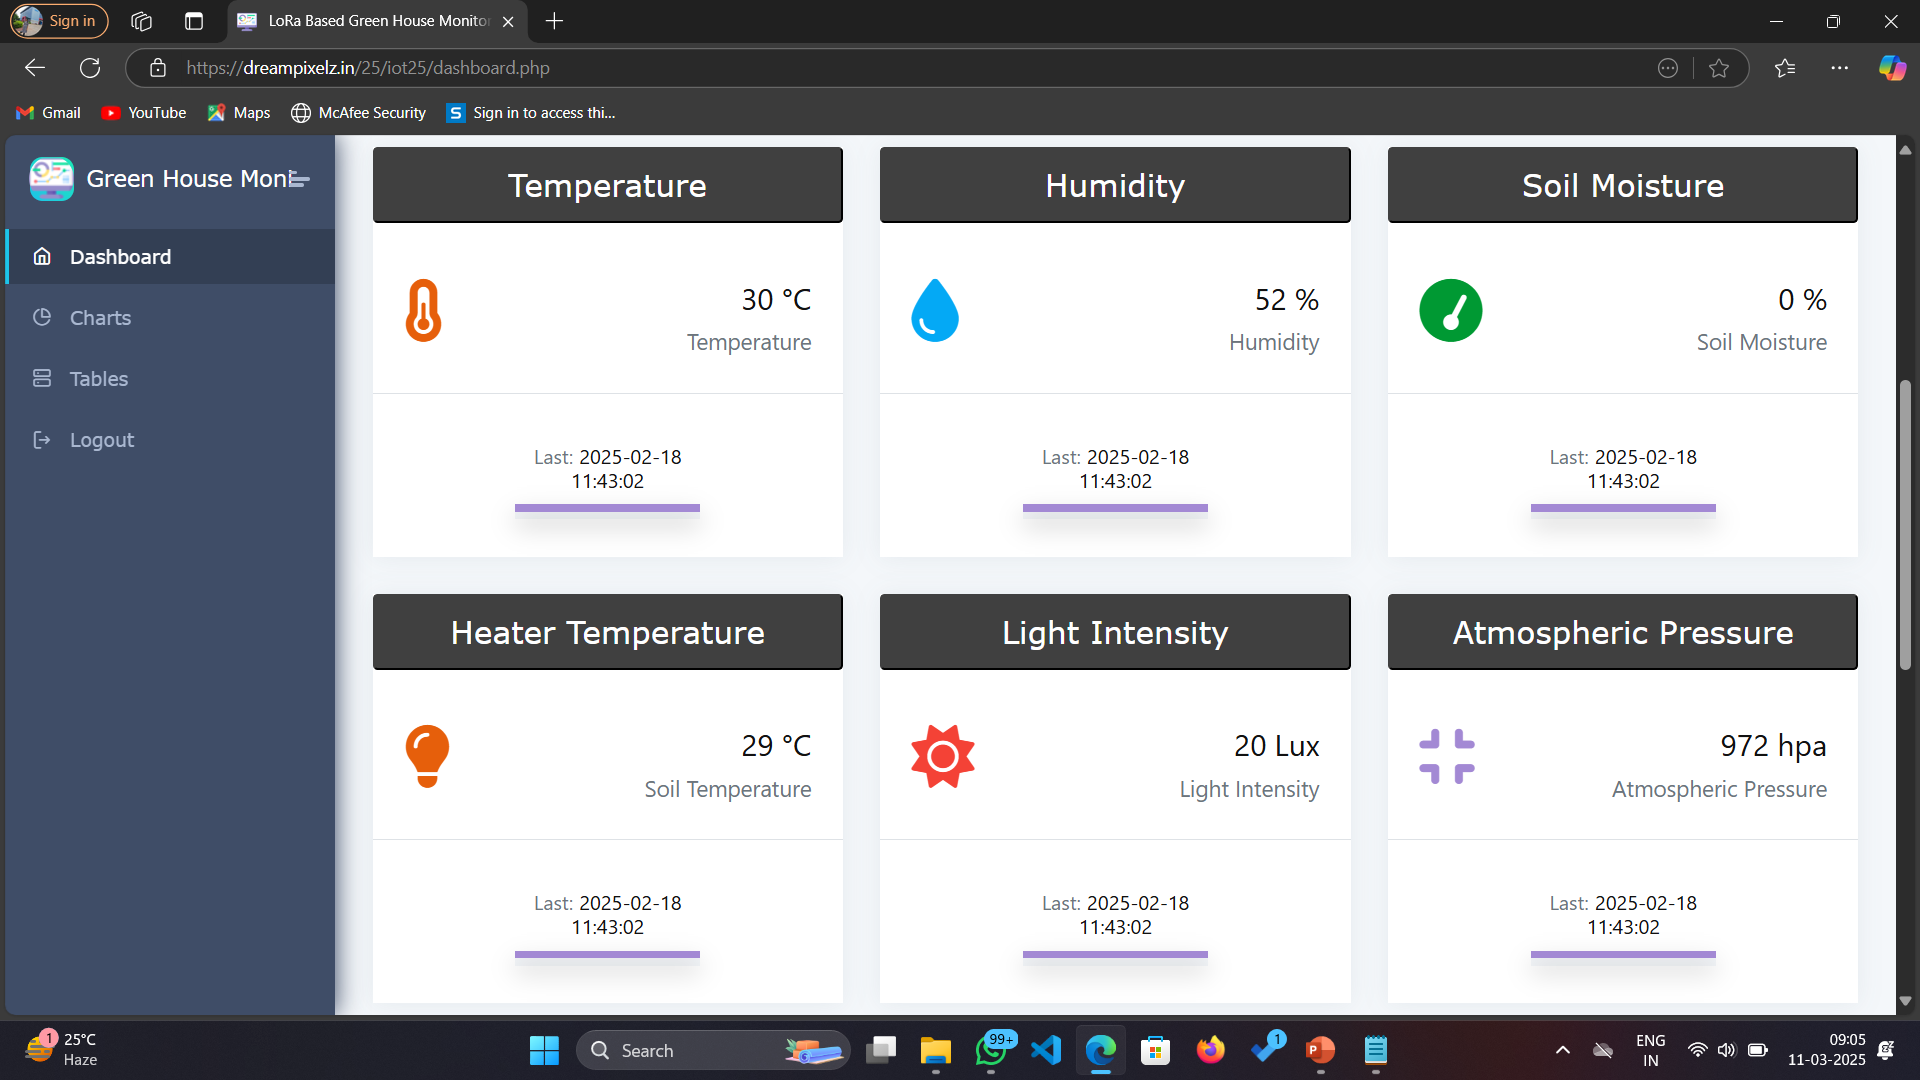 Sign in
LoRa Based Green House Monitor
https://dreampixelz.in/25/iot25/dashboard.php
Gmail YouTube Maps McAfee Security Sign in to access thi...
Green House Moni
Dashboard
Charts
Tables
Logout
Temperature
30 °C
Temperature
Last: 2025-02-18
11:43:02
Humidity
52 %
Humidity
Last: 2025-02-18
11:43:02
Soil Moisture
0 %
Soil Moisture
Last: 2025-02-18
11:43:02
Heater Temperature
29 °C
Soil Temperature
Last: 2025-02-18
11:43:02
Light Intensity
20 Lux
Light Intensity
Last: 2025-02-18
11:43:02
Atmospheric Pressure
972 hpa
Atmospheric Pressure
Last: 2025-02-18
11:43:02
1
25°C
Haze
Search
99+
1
ENG
IN
09:05
11-03-2025